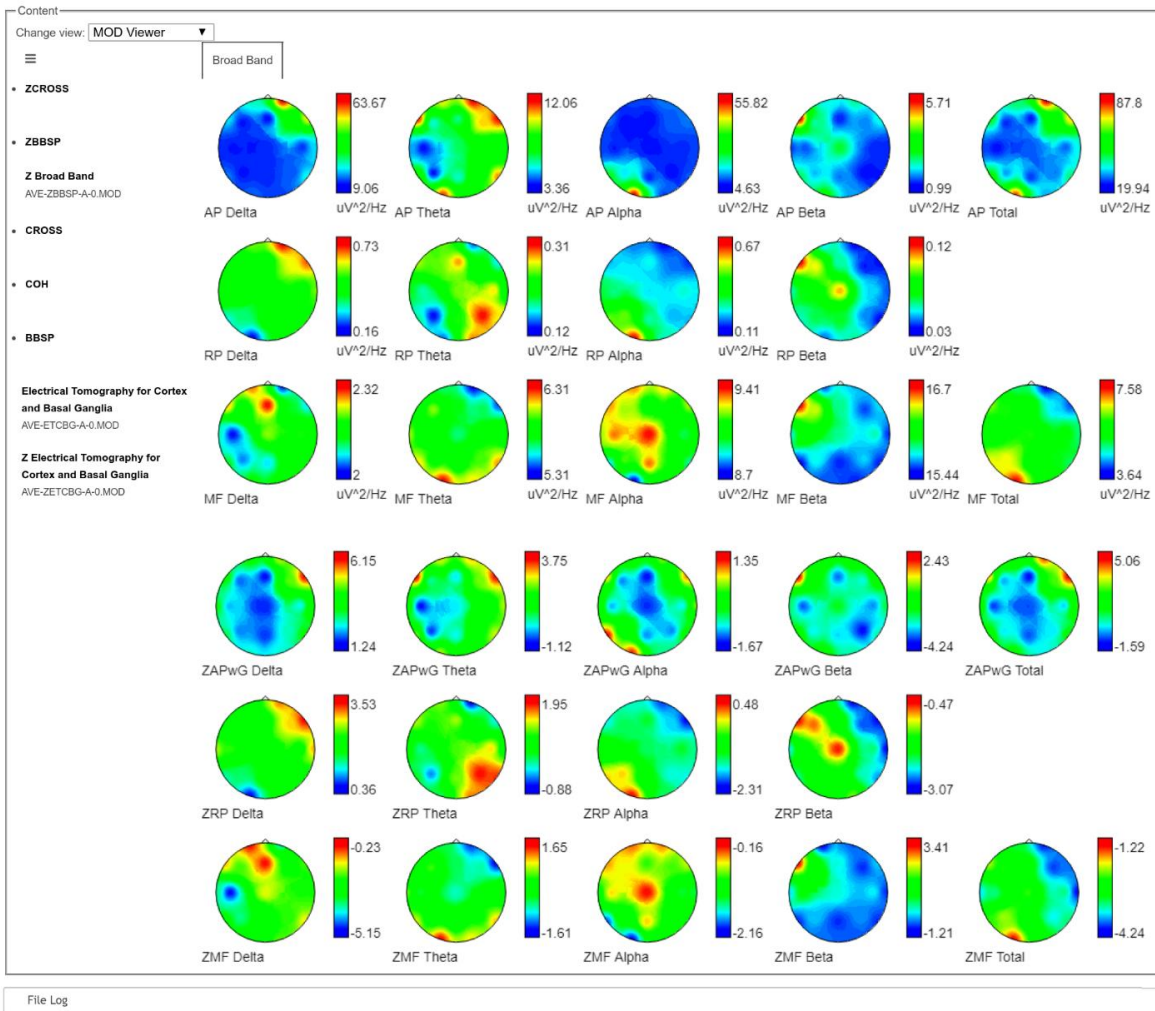 Content
Change view: MOD Viewer ▼
≡
Broad Band
• ZCROSS
• ZBBSP
Z Broad Band
AVE-ZBBSP-A-0.MOD
• CROSS
• COH
• BBSP
Electrical Tomography for Cortex
and Basal Ganglia
AVE-ETCBG-A-0.MOD
Z Electrical Tomography for
Cortex and Basal Ganglia
AVE-ZETCBG-A-0.MOD
63.67 12.06 55.82 5.71 87.8
9.06 3.36 4.63 0.99 19.94
AP Delta uV^2/Hz AP Theta uV^2/Hz AP Alpha uV^2/Hz AP Beta uV^2/Hz AP Total uV^2/Hz
0.73 0.31 0.67 0.12
0.16 0.12 0.11 0.03
RP Delta uV^2/Hz RP Theta uV^2/Hz RP Alpha uV^2/Hz RP Beta uV^2/Hz
2.32 6.31 9.41 16.7 7.58
2 5.31 8.7 15.44 3.64
MF Delta uV^2/Hz MF Theta uV^2/Hz MF Alpha uV^2/Hz MF Beta uV^2/Hz MF Total uV^2/Hz
6.15 3.75 1.35 2.43 5.06
1.24 -1.12 -1.67 -4.24 -1.59
ZAPwG Delta ZAPwG Theta ZAPwG Alpha ZAPwG Beta ZAPwG Total
3.53 1.95 0.48 -0.47
0.36 -0.88 -2.31 -3.07
ZRP Delta ZRP Theta ZRP Alpha ZRP Beta
-0.23 1.65 -0.16 3.41 -1.22
-5.15 -1.61 -2.16 -1.21 -4.24
ZMF Delta ZMF Theta ZMF Alpha ZMF Beta ZMF Total
File Log